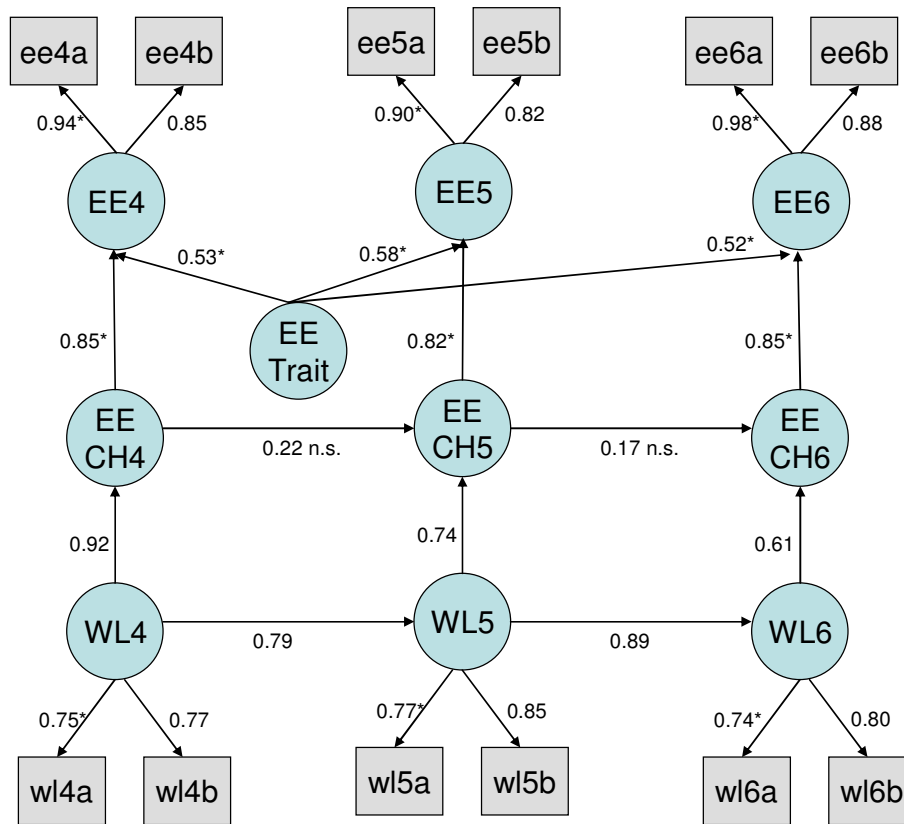 ee4a
ee4b
ee5a
ee5b
ee6a
ee6b
0.94*
0.85
0.90*
0.82
0.98*
0.88
EE4
EE5
EE6
0.53*
0.58*
0.52*
EE
Trait
0.85*
0.82*
0.85*
EE
CH4
EE
CH5
EE
CH6
0.22 n.s.
0.17 n.s.
0.92
0.74
0.61
WL4
WL5
WL6
0.79
0.89
0.75*
0.77
0.77*
0.85
0.74*
0.80
wl4a
wl4b
wl5a
wl5b
wl6a
wl6b